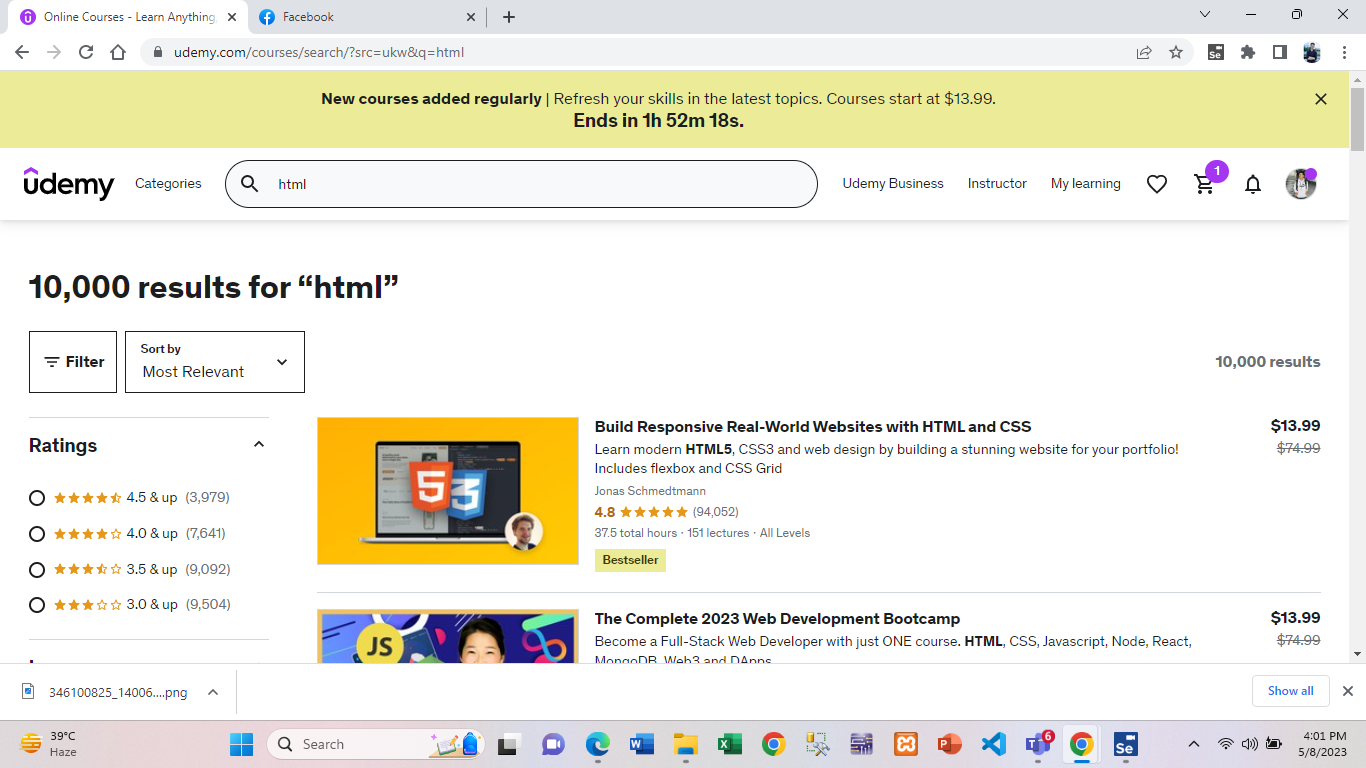 Online Courses - Learn Anything,
Facebook
udemy.com/courses/search/?src=ukw&q=html
Se
New courses added regularly | Refresh your skills in the latest topics. Courses start at $13.99.
Ends in 1h 52m 18s.
udemy
Categories
html
Udemy Business
Instructor
My learning
1
10,000 results for “html”
Filter
Sort by
Most Relevant
10,000 results
Ratings
4.5 & up (3,979)
4.0 & up (7,641)
3.5 & up (9,092)
3.0 & up (9,504)
5 3
Build Responsive Real-World Websites with HTML and CSS
$13.99
Learn modern HTML5, CSS3 and web design by building a stunning website for your portfolio!
$74.99
Includes flexbox and CSS Grid
Jonas Schmedtmann
4.8 (94,052)
37.5 total hours · 151 lectures · All Levels
Bestseller
JS
The Complete 2023 Web Development Bootcamp
$13.99
Become a Full-Stack Web Developer with just ONE course. HTML, CSS, Javascript, Node, React,
$74.99
MongoDB, Web3 and DApps
346100825_14006....png
Show all
39°C
Haze
Search
6
Se
4:01 PM
5/8/2023